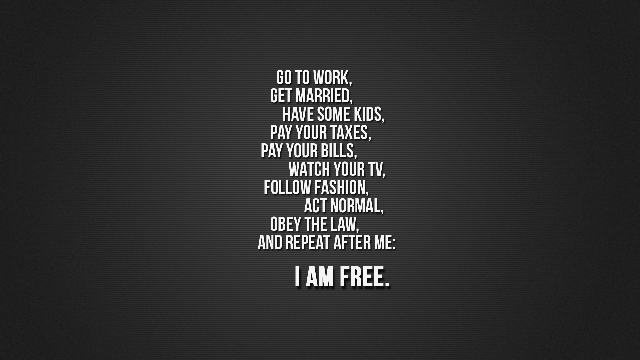 GO TO WORK,
GET MARRIED,
HAVE SOME KIDS,
PAY YOUR TAXES,
PAY YOUR BILLS,
WATCH YOUR TV,
FOLLOW FASHION,
ACT NORMAL,
OBEY THE LAW,
AND REPEAT AFTER ME:
I AM FREE.